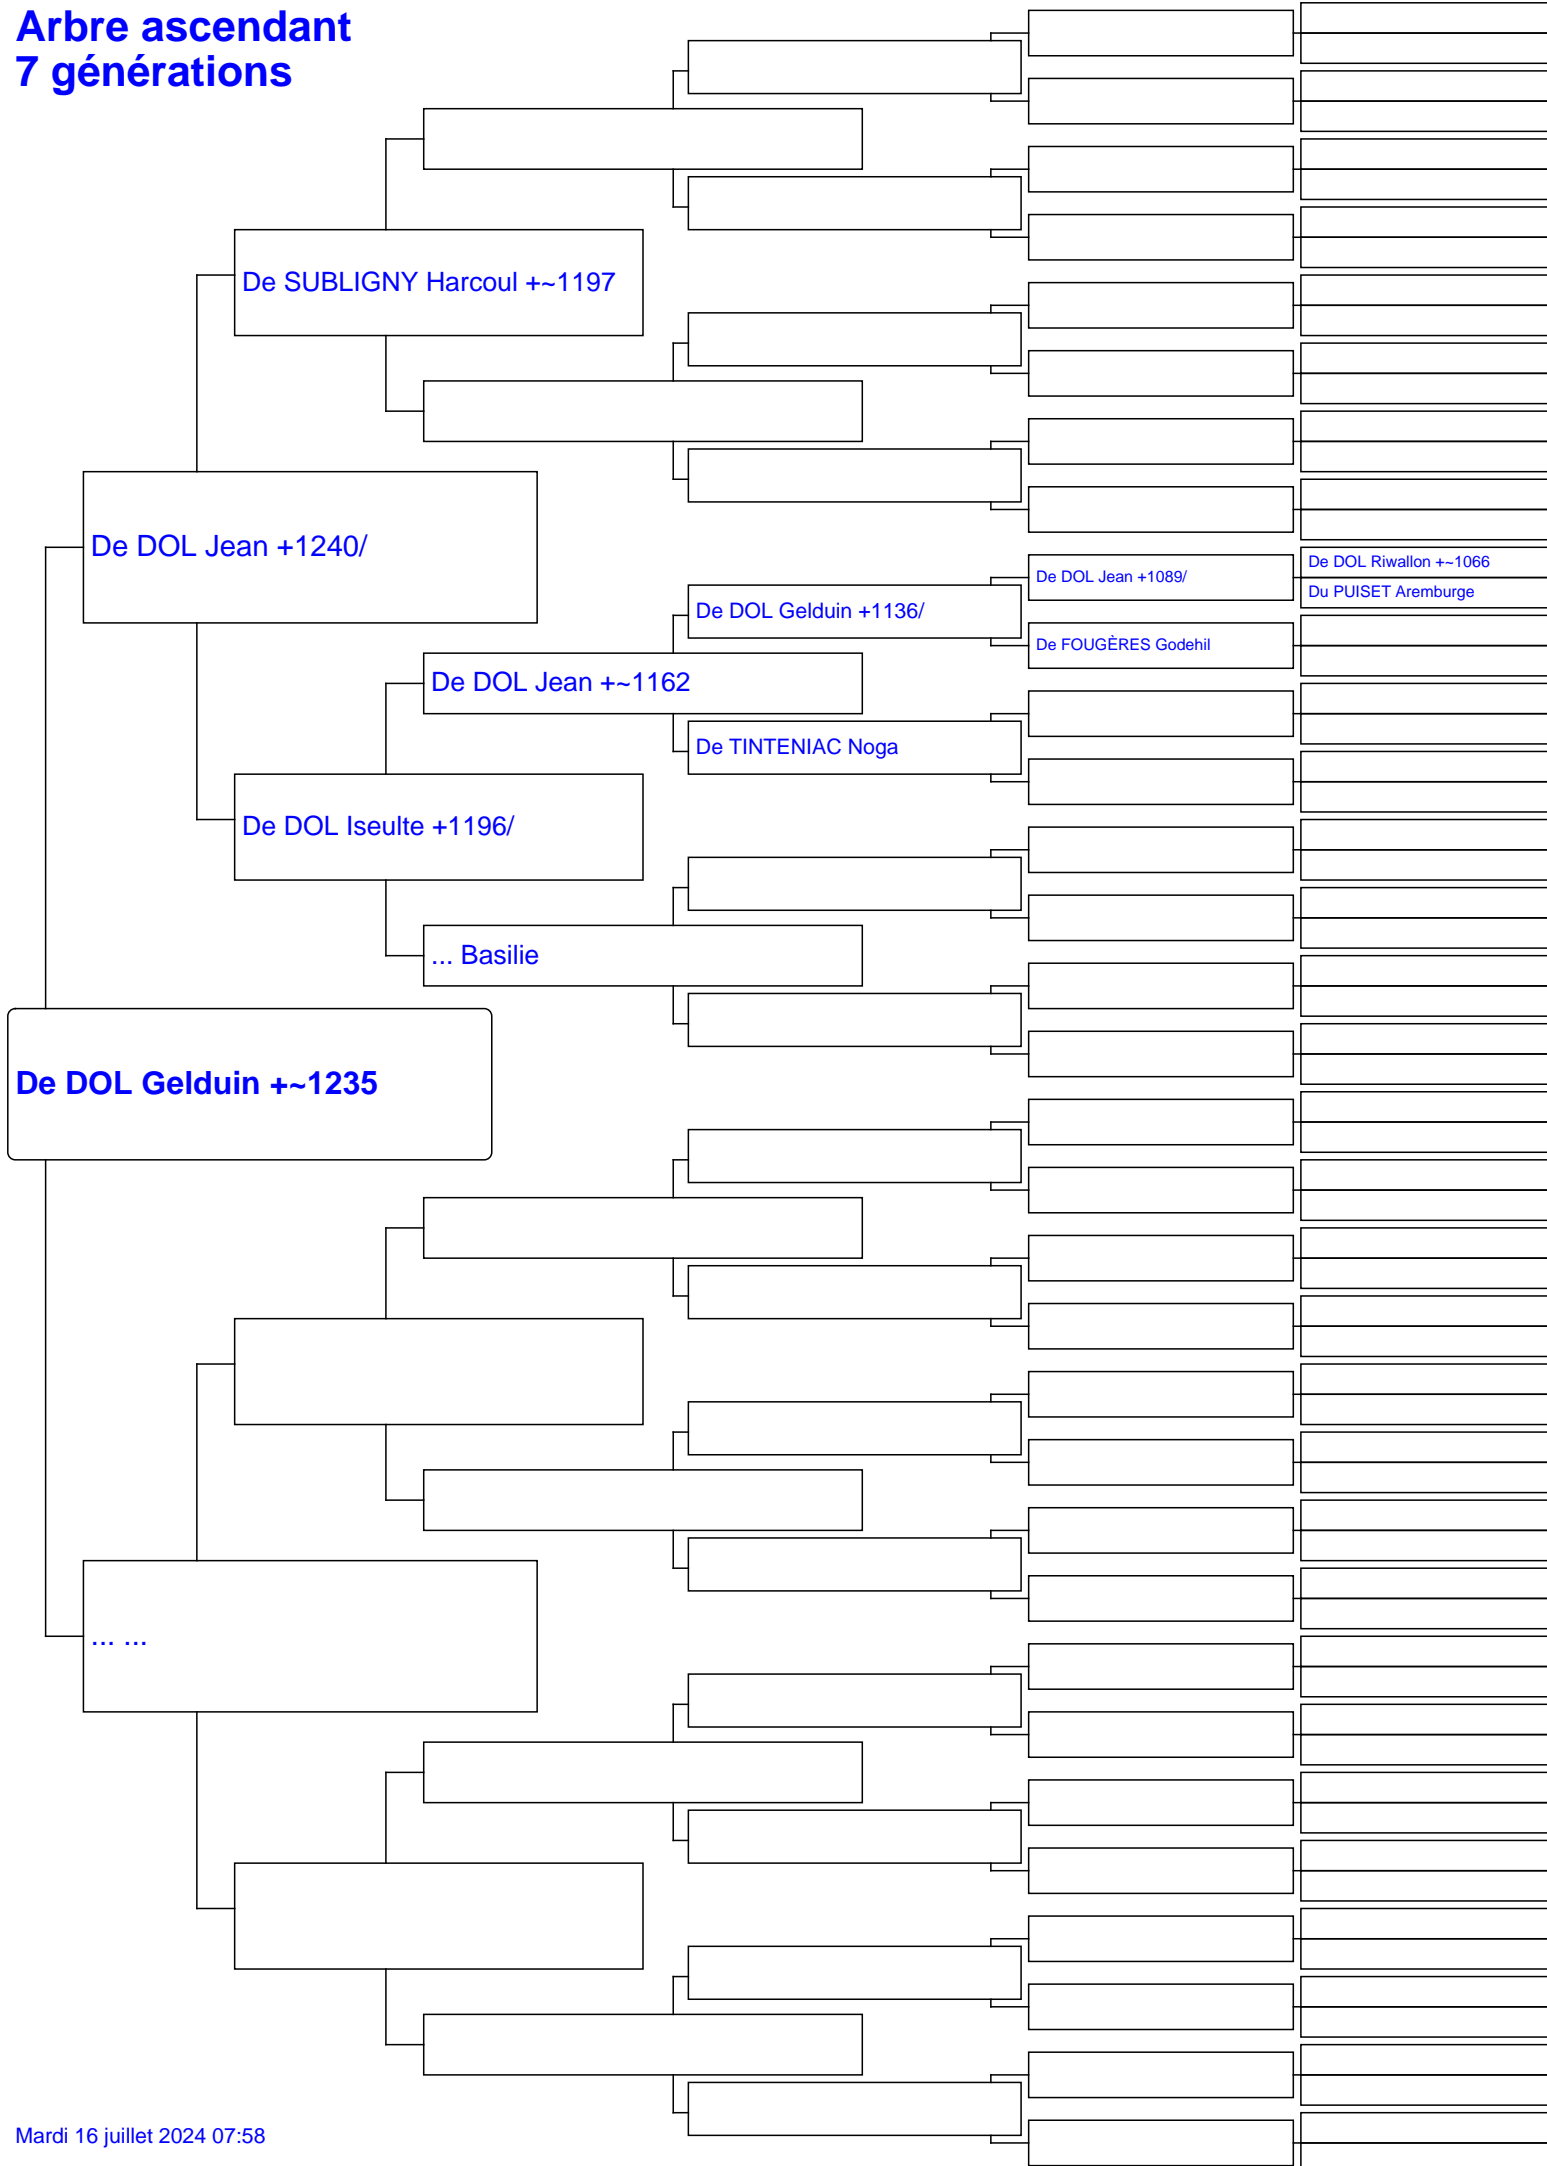 Arbre ascendant
7 générations
De SUBLIGNY Harcoul +~1197
De DOL Jean +1240/
De DOL Riwallon +~1066
De DOL Jean +1089/
Du PUISET Aremburge
De DOL Gelduin +1136/
De FOUGÈRES Godehil
De DOL Jean +~1162
De TINTENIAC Noga
De DOL Iseulte +1196/
... Basilie
De DOL Gelduin +~1235
... ...
Mardi 16 juillet 2024 07:58